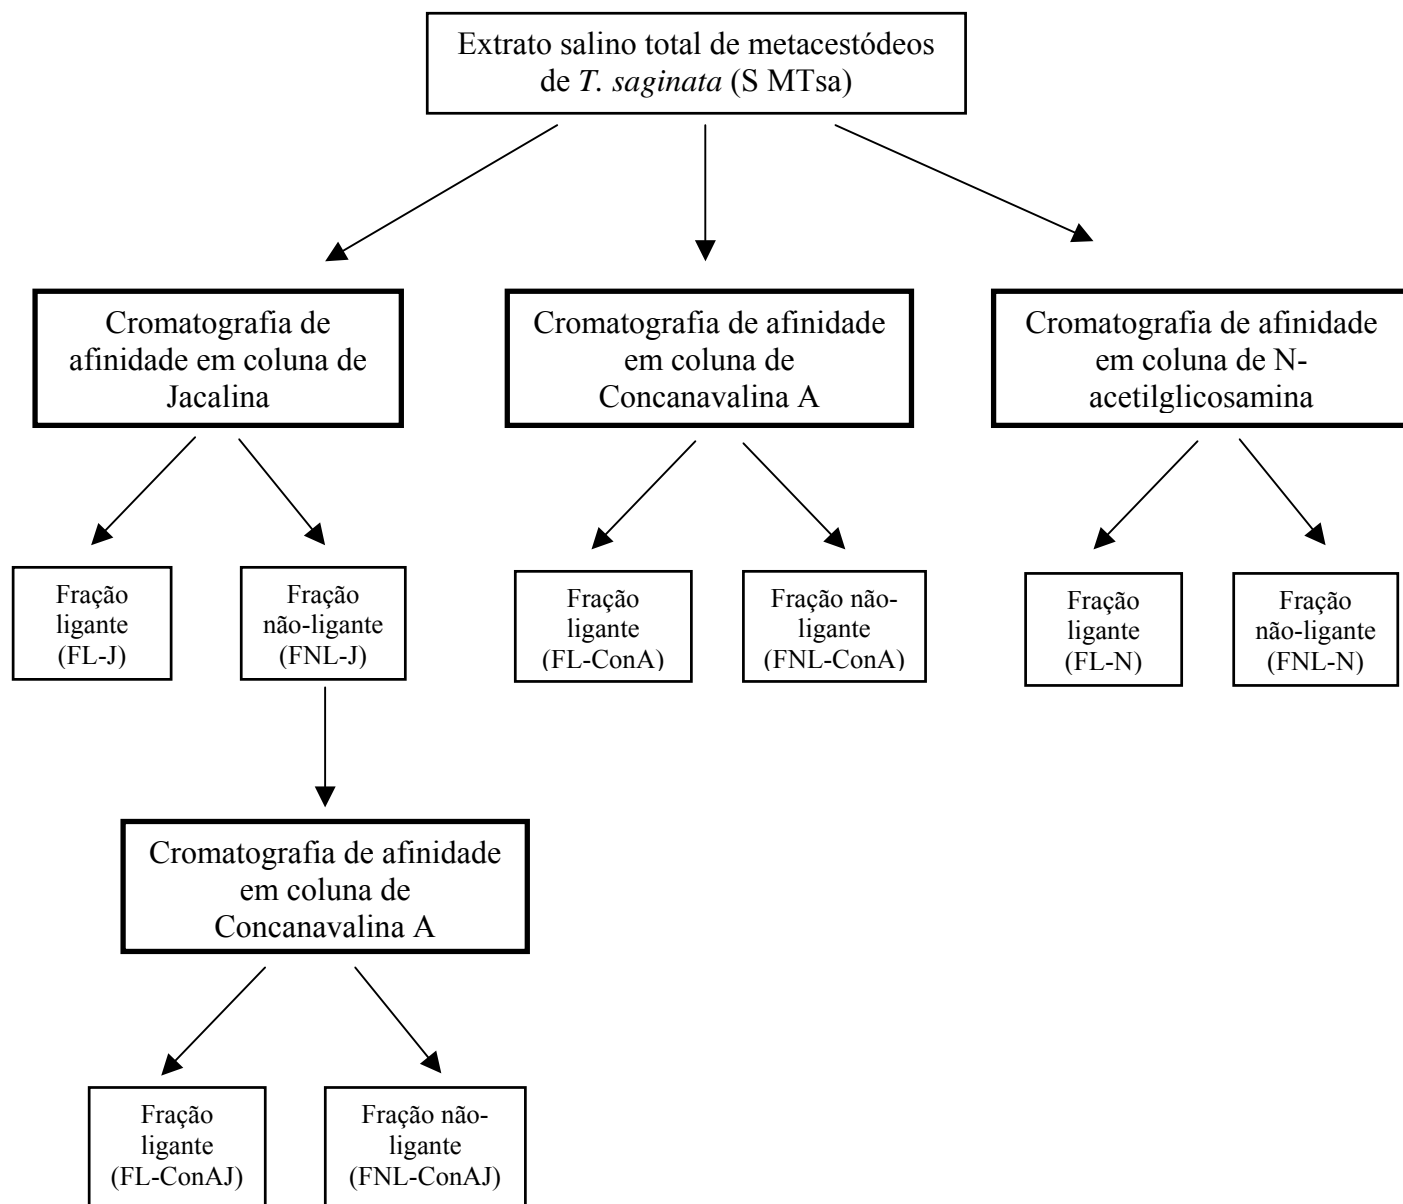 Extrato salino total de metacestódeos
de T. saginata (S MTsa)
Cromatografia de
afinidade em coluna de
Jacalina
Cromatografia de afinidade
em coluna de
Concanavalina A
Cromatografia de afinidade
em coluna de N-
acetilglicosamina
Fração
ligante
(FL-J)
Fração
não-ligante
(FNL-J)
Fração
ligante
(FL-ConA)
Fração não-
ligante
(FNL-ConA)
Fração
ligante
(FL-N)
Fração
não-ligante
(FNL-N)
Cromatografia de afinidade
em coluna de
Concanavalina A
Fração
ligante
(FL-ConAJ)
Fração não-
ligante
(FNL-ConAJ)